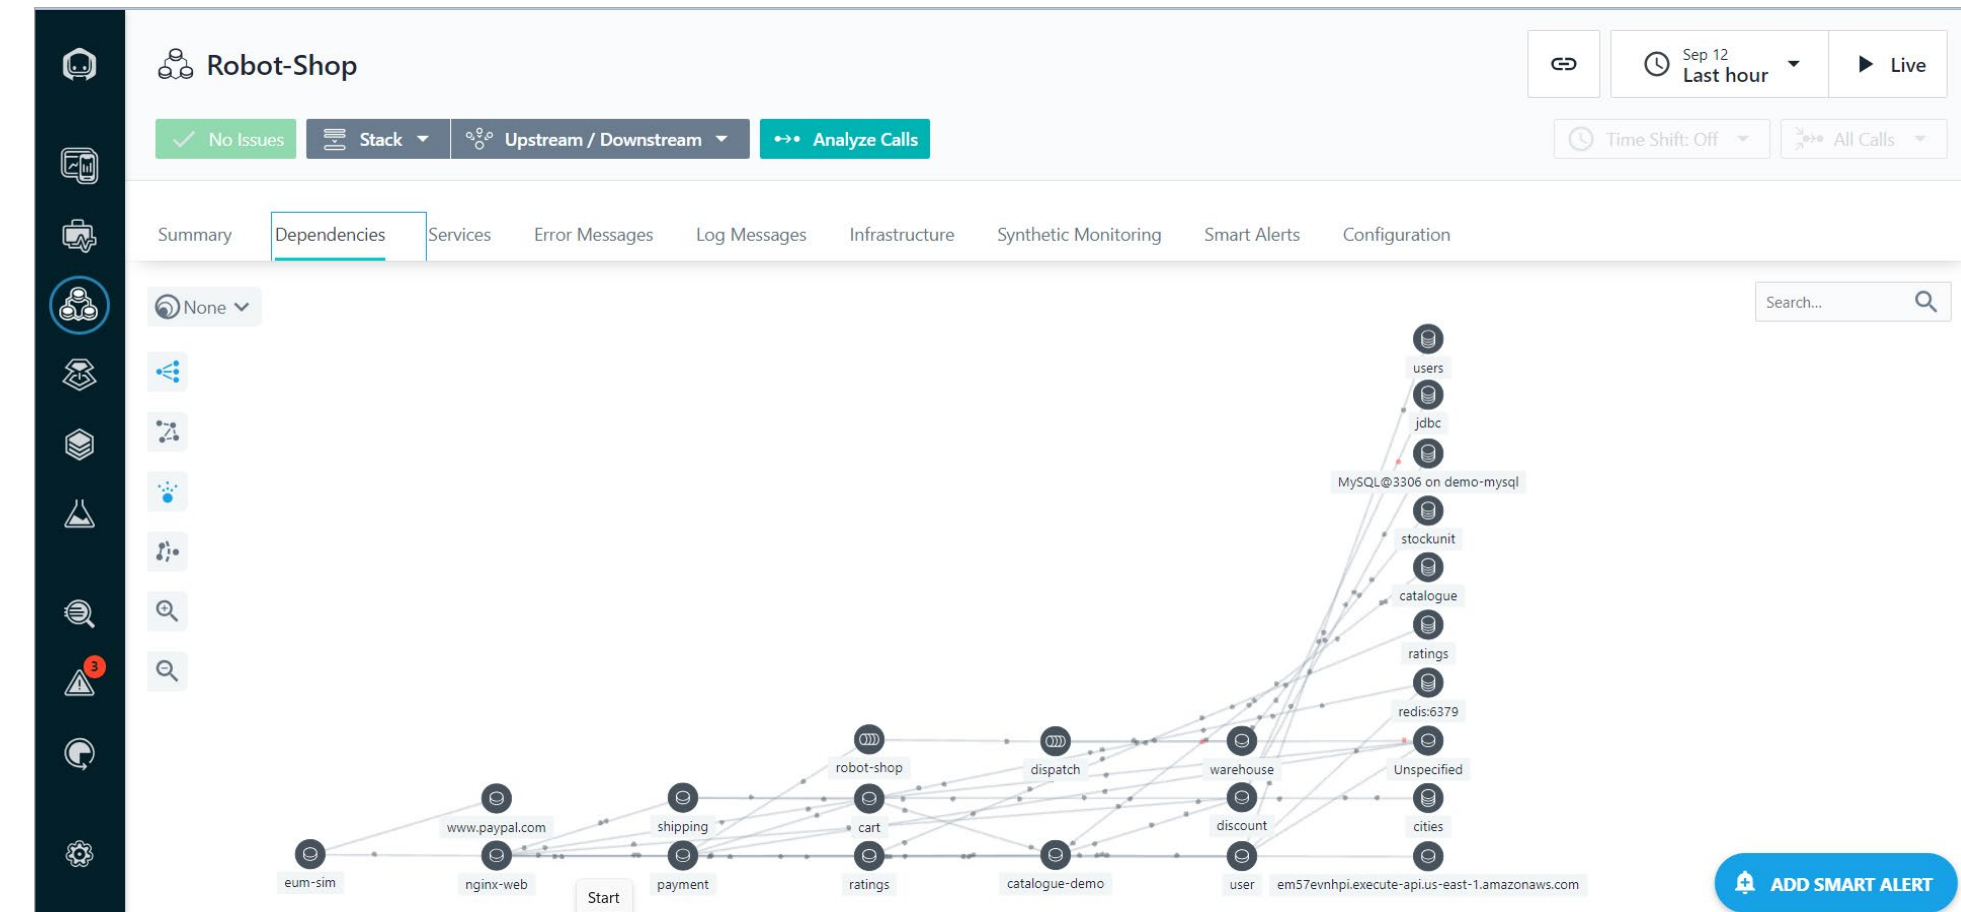 Robot-Shop
Sep 12
Last hour
Live
No Issues
Stack
Upstream / Downstream
Analyze Calls
Time Shift: Off
All Calls
Summary
Dependencies
Services
Error Messages
Log Messages
Infrastructure
Synthetic Monitoring
Smart Alerts
Configuration
None
Search...
users
jdbc
MySQL@3306 on demo-mysql
stockunit
catalogue
ratings
3
redis:6379
robot-shop
dispatch
warehouse
Unspecified
www.paypal.com
shipping
cart
discount
cities
eum-sim
nginx-web
payment
ratings
catalogue-demo
user
em57evnhpi.execute-api.us-east-1.amazonaws.com
Start
ADD SMART ALERT